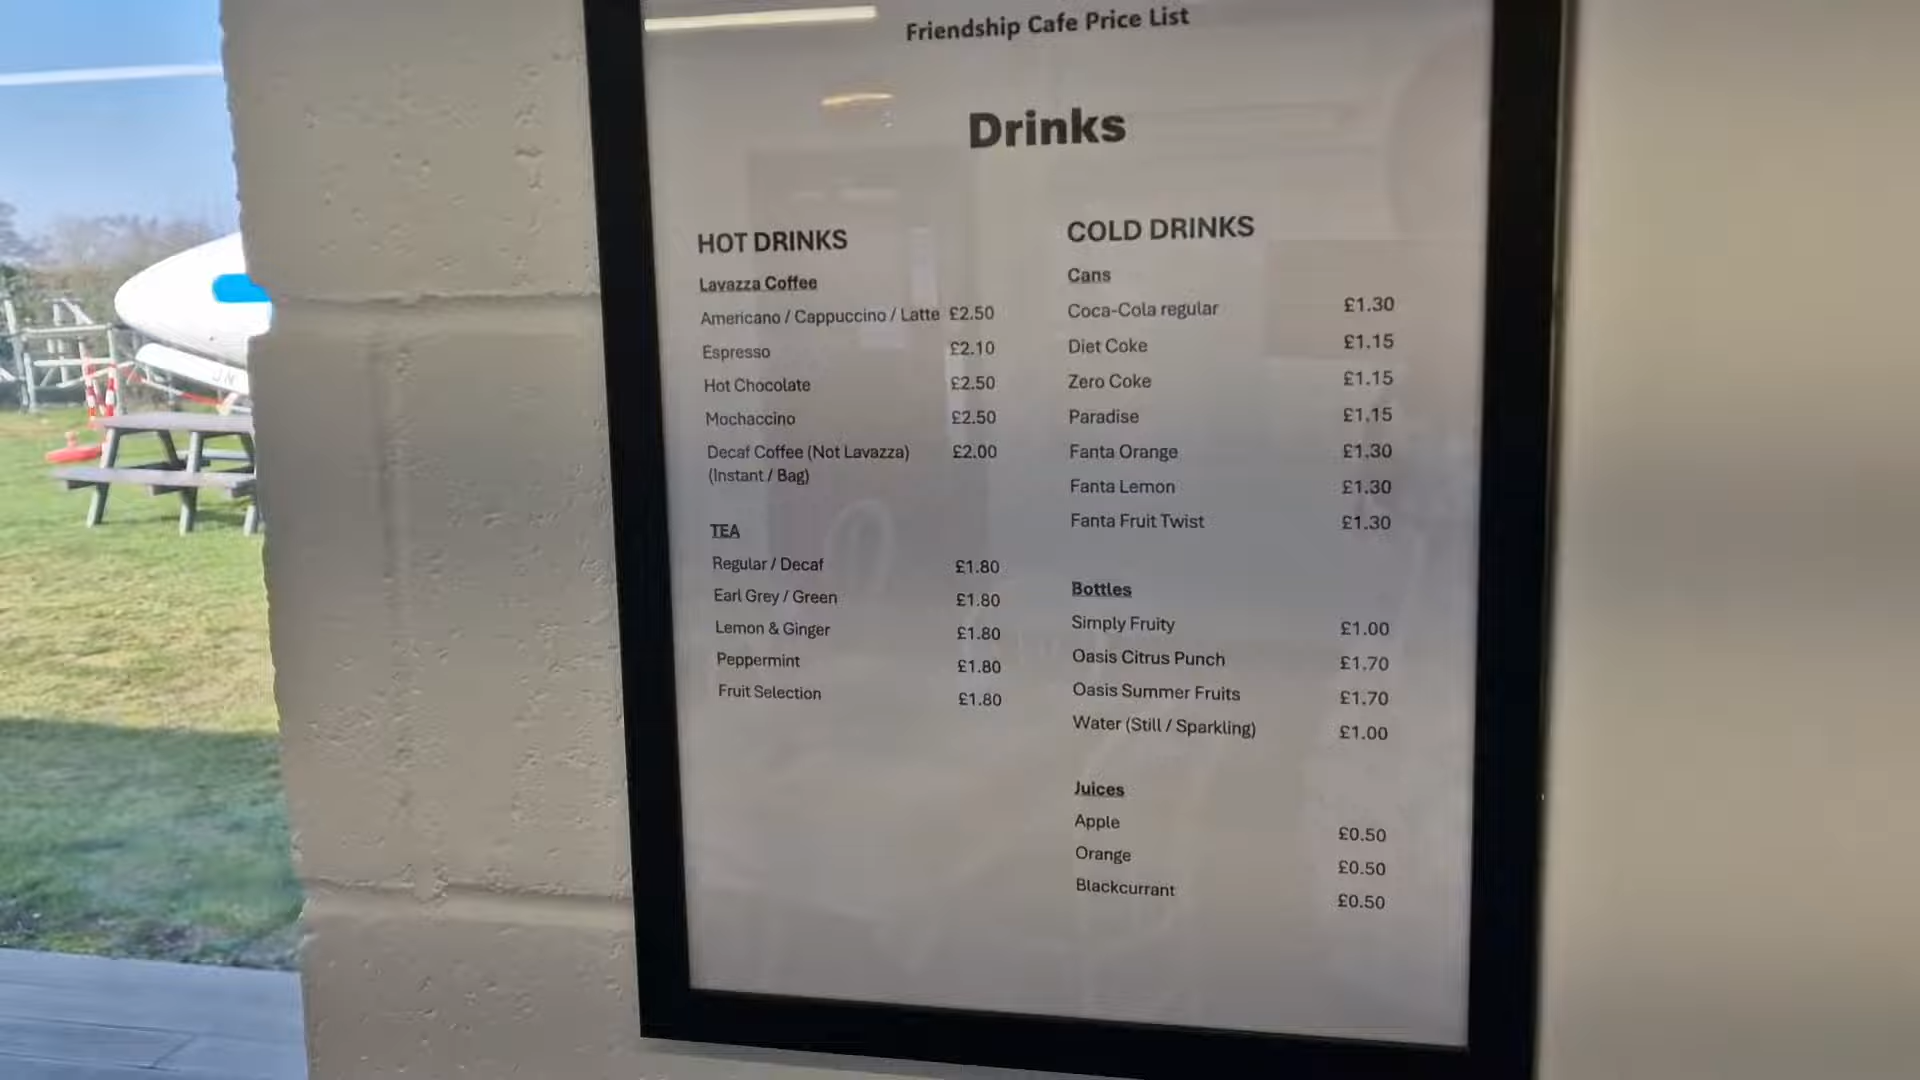 Friendship Cafe Price List
Drinks
HOT DRINKS
Lavazza Coffee
Americano / Cappuccino / Latte £2.50
Espresso £2.10
Hot Chocolate £2.50
Mochaccino £2.50
Decaf Coffee (Not Lavazza) £2.00
(Instant / Bag)
TEA
Regular / Decaf £1.80
Earl Grey / Green £1.80
Lemon & Ginger £1.80
Peppermint £1.80
Fruit Selection £1.80
COLD DRINKS
Cans
Coca-Cola regular £1.30
Diet Coke £1.15
Zero Coke £1.15
Paradise £1.15
Fanta Orange £1.30
Fanta Lemon £1.30
Fanta Fruit Twist £1.30
Bottles
Simply Fruity £1.00
Oasis Citrus Punch £1.70
Oasis Summer Fruits £1.70
Water (Still / Sparkling) £1.00
Juices
Apple £0.50
Orange £0.50
Blackcurrant £0.50